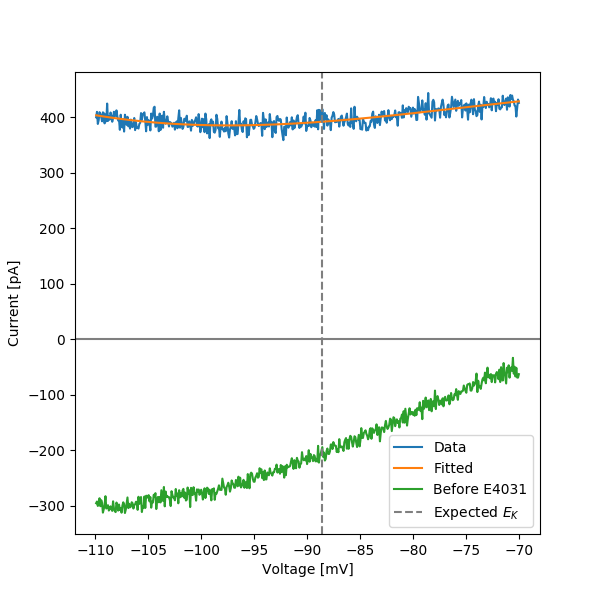 400
300
200
100
0
−100
−200
−300
Current [pA]
−110 −105 −100 −95 −90 −85 −80 −75 −70
Voltage [mV]
Data
Fitted
Before E4031
Expected E_K